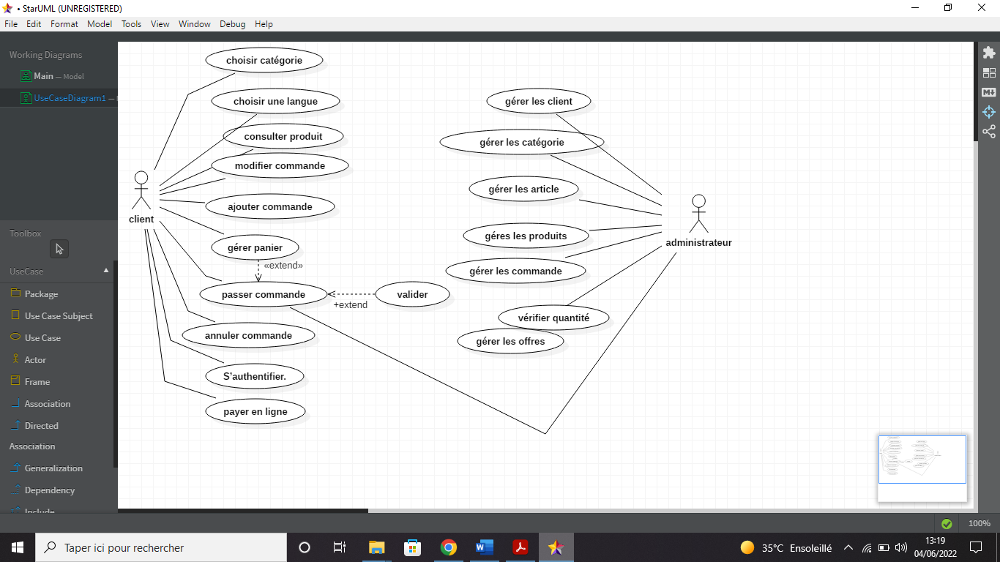 • StarUML (UNREGISTERED)
File Edit Format Model Tools View Window Debug Help
Working Diagrams
Main — Model
UseCaseDiagram1 —
Toolbox
UseCase
Package
Use Case Subject
Use Case
Actor
Frame
Association
Directed
Association
Generalization
Dependency
Include
choisir catégorie
choisir une langue
consulter produit
modifier commande
client
ajouter commande
gérer panier
«extend»
passer commande
valider
+extend
annuler commande
S'authentifier.
payer en ligne
gérer les client
gérer les catégorie
gérer les article
administrateur
géres les produits
gérer les commande
vérifier quantité
gérer les offres
M
100%
Taper ici pour rechercher
W
35°C Ensoleillé
13:19
04/06/2022